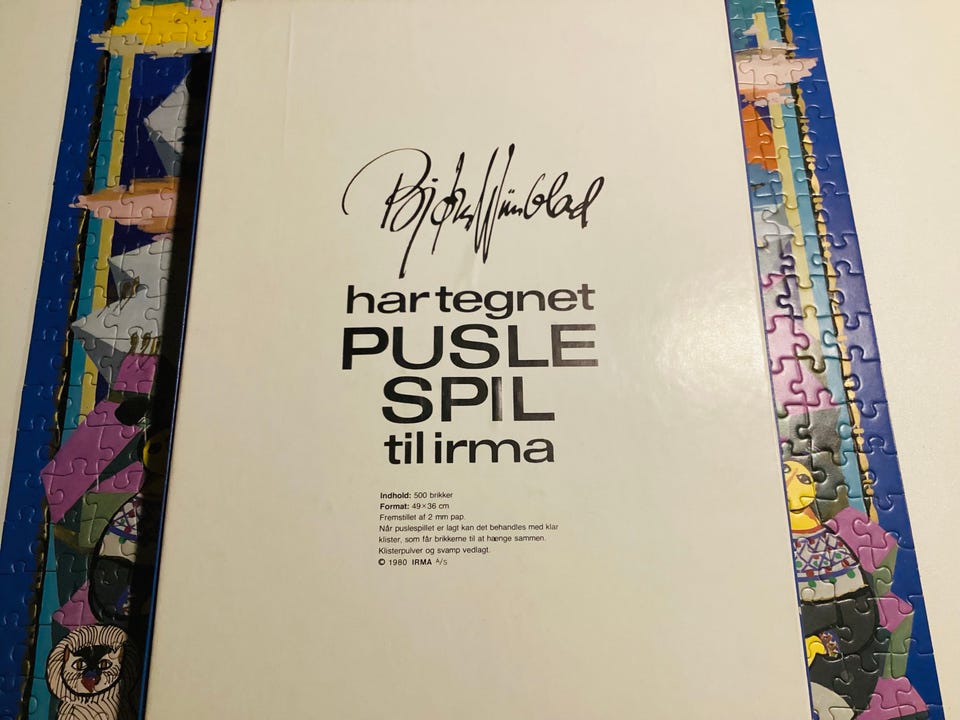 Bjørn Wiinblad
har tegnet
PUSLE
SPIL
til irma
Indhold: 500 brikker
Format: 49×36 cm
Fremstillet af 2 mm pap.
Når puslespillet er lagt kan det behandles med klar
klister, som får brikkerne til at hænge sammen.
Klisterpulver og svamp vedlagt.
© 1980 IRMA A/S